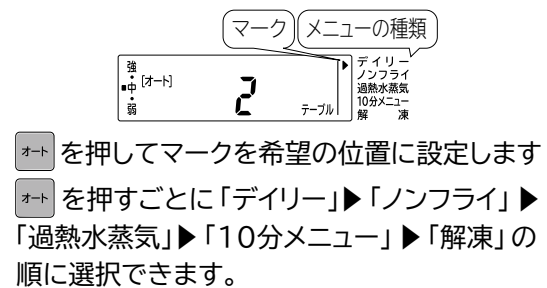 マーク メニューの種類
強
・
中 [オート]
・
弱
2
テーブル
デイリー
ノンフライ
過熱水蒸気
10分メニュー
解 凍
オート を押してマークを希望の位置に設定します
オート を押すごとに「デイリー」▶「ノンフライ」▶
「過熱水蒸気」▶「10分メニュー」▶「解凍」の
順に選択できます。